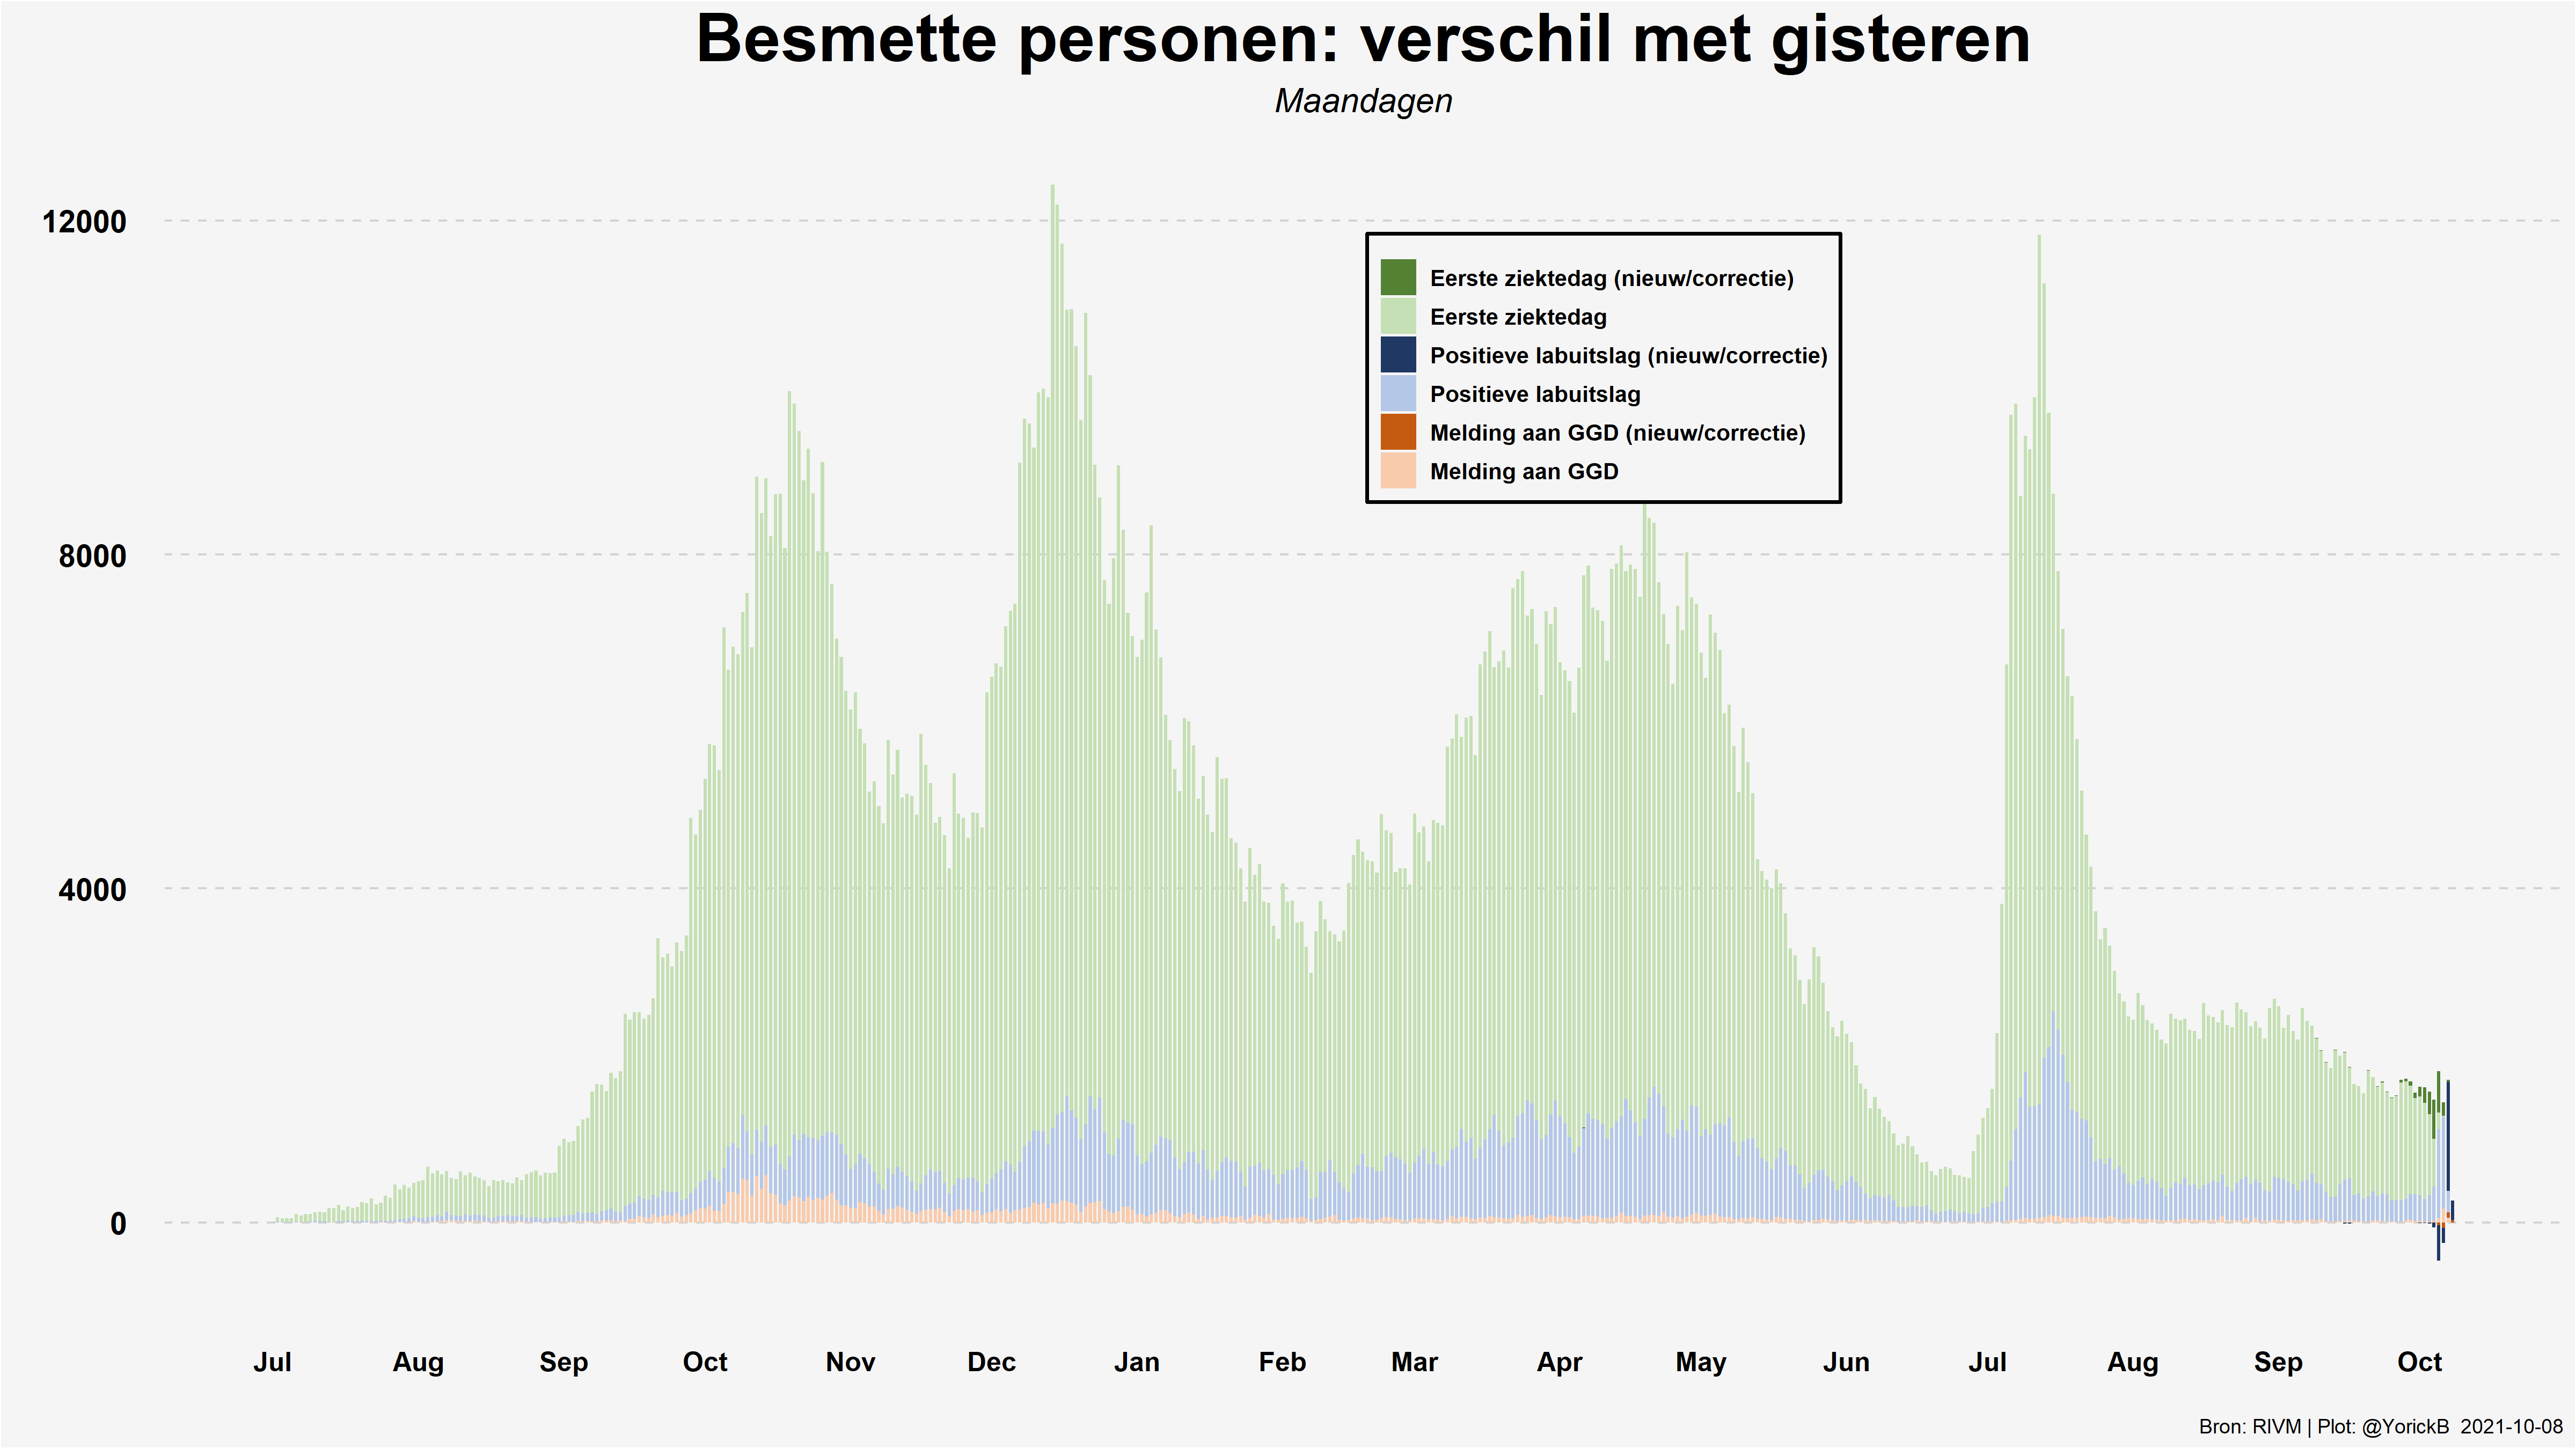 Besmette personen: verschil met gisteren
Maandagen
12000
8000
4000
0
Eerste ziektedag (nieuw/correctie)
Eerste ziektedag
Positieve labuitslag (nieuw/correctie)
Positieve labuitslag
Melding aan GGD (nieuw/correctie)
Melding aan GGD
Jul Aug Sep Oct Nov Dec Jan Feb Mar Apr May Jun Jul Aug Sep Oct
Bron: RIVM | Plot: @YorickB 2021-10-08